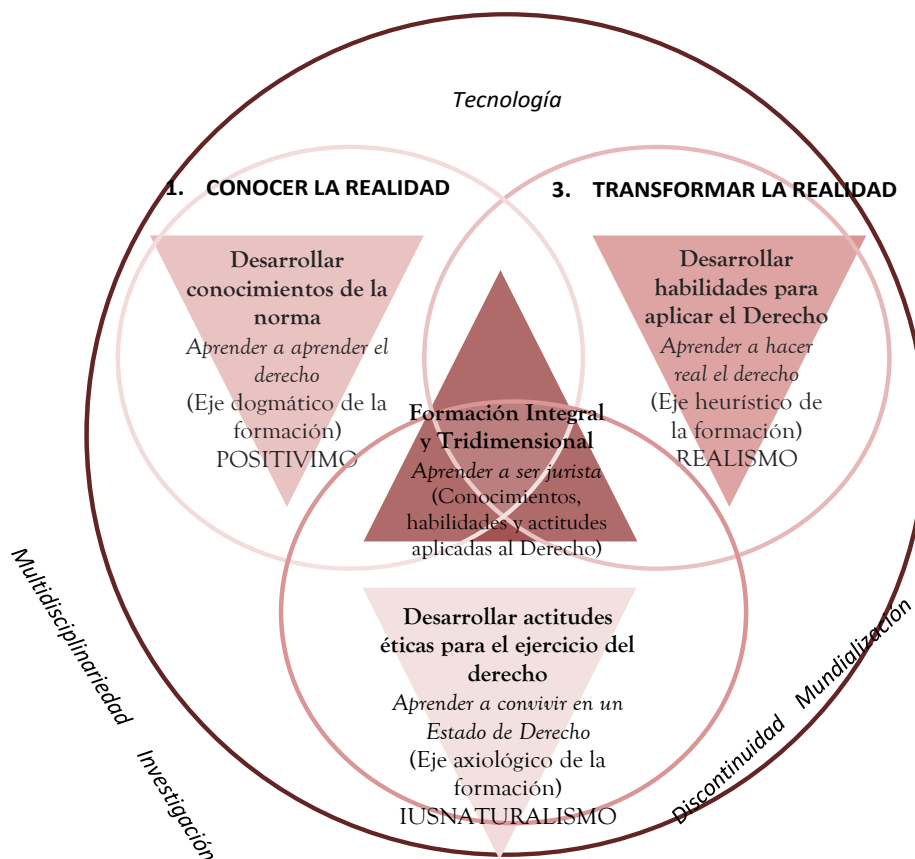 Tecnología
1. CONOCER LA REALIDAD
Desarrollar
conocimientos de la
norma
Aprender a aprender el
derecho
(Eje dogmático de la
formación)
POSITIVIMO
3. TRANSFORMAR LA REALIDAD
Desarrollar
habilidades para
aplicar el Derecho
Aprender a hacer
real el derecho
(Eje heurístico de
la formación)
REALISMO
Formación Integral
y Tridimensional
Aprender a ser jurista
(Conocimientos,
habilidades y actitudes
aplicadas al Derecho)
Desarrollar actitudes
éticas para el ejercicio del
derecho
Aprender a convivir en un
Estado de Derecho
(Eje axiológico de la
formación)
IUSNATURALISMO
Multidisciplinariedad Investigación
Discontinuidad Mundialización